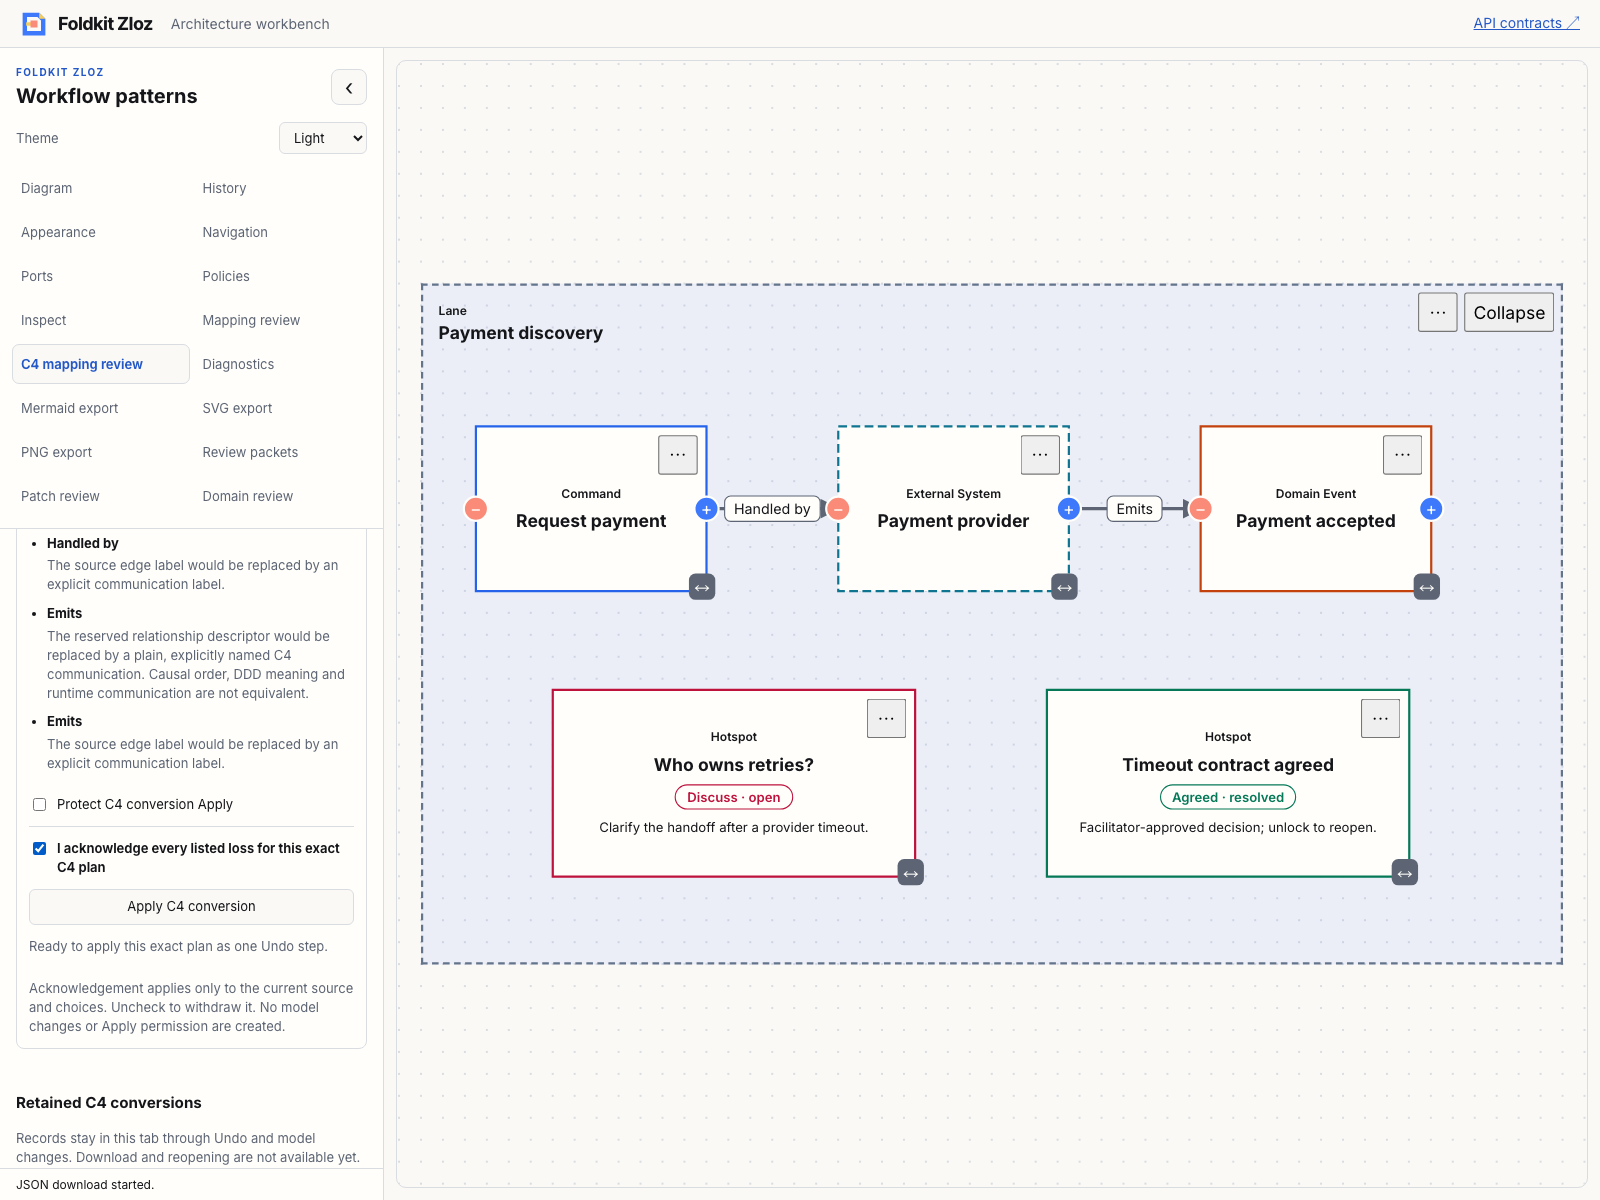 Foldkit Zloz
Architecture workbench
API contracts ↗
FOLDKIT ZLOZ
Workflow patterns
Theme
Light
Diagram
History
Appearance
Navigation
Ports
Policies
Inspect
Mapping review
C4 mapping review
Diagnostics
Mermaid export
SVG export
PNG export
Review packets
Patch review
Domain review
• Handled by
The source edge label would be replaced by an
explicit communication label.
• Emits
The reserved relationship descriptor would be
replaced by a plain, explicitly named C4
communication. Causal order, DDD meaning and
runtime communication are not equivalent.
• Emits
The source edge label would be replaced by an
explicit communication label.
Protect C4 conversion Apply
I acknowledge every listed loss for this exact
C4 plan
Apply C4 conversion
Ready to apply this exact plan as one Undo step.
Acknowledgement applies only to the current source
and choices. Uncheck to withdraw it. No model
changes or Apply permission are created.
Retained C4 conversions
Records stay in this tab through Undo and model
changes. Download and reopening are not available yet.
JSON download started.
Lane
Payment discovery
···
Collapse
···
Command
Request payment
Handled by
···
External System
Payment provider
Emits
···
Domain Event
Payment accepted
···
Hotspot
Who owns retries?
Discuss · open
Clarify the handoff after a provider timeout.
···
Hotspot
Timeout contract agreed
Agreed · resolved
Facilitator-approved decision; unlock to reopen.